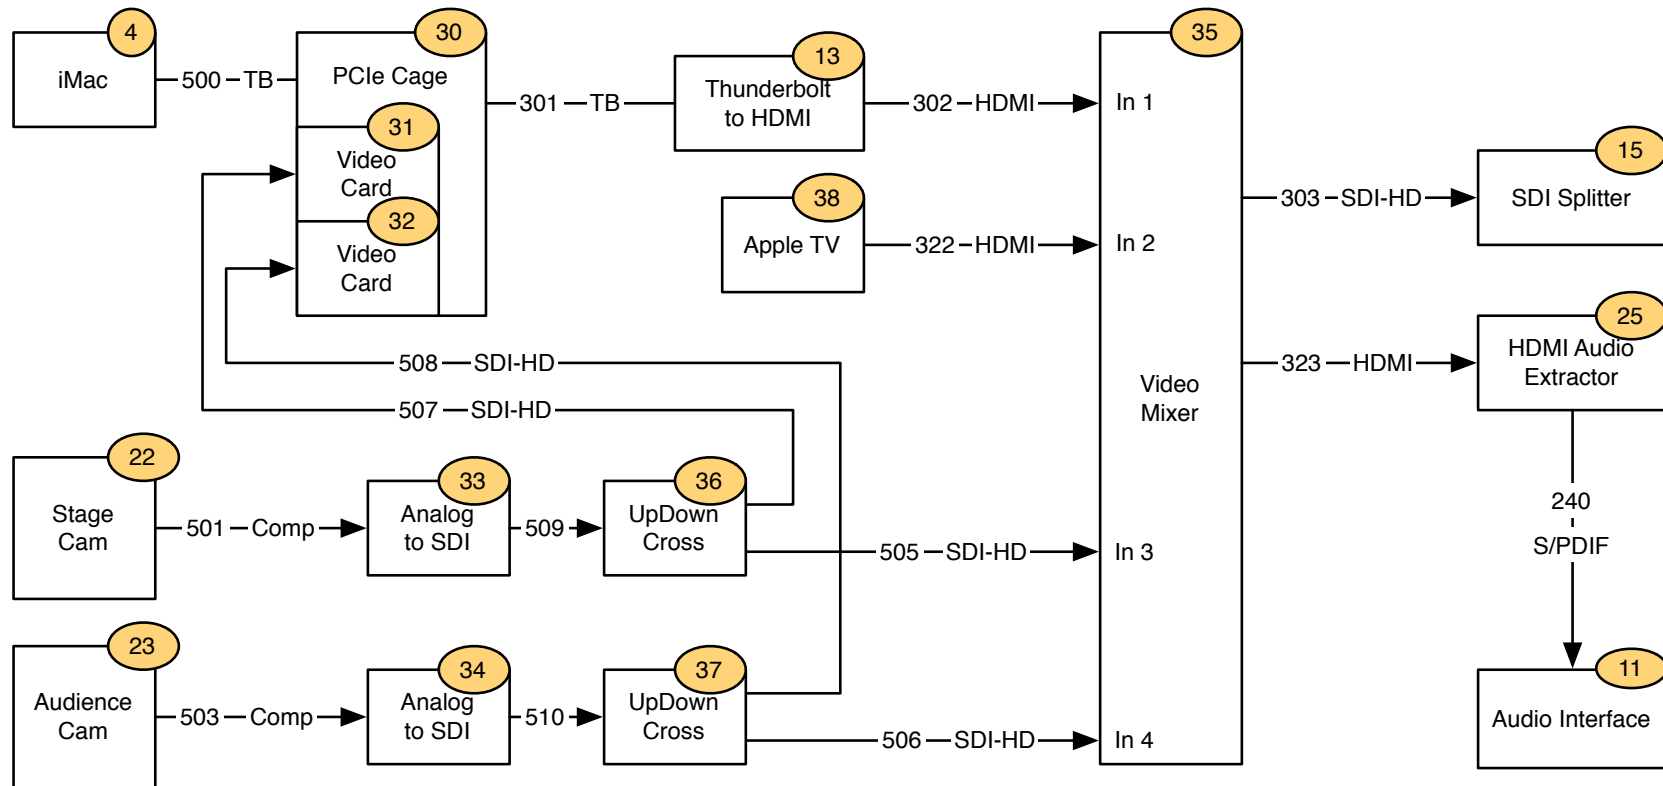 4
iMac
500 TB
30
PCIe Cage
31
Video
Card
32
Video
Card
301 TB
13
Thunderbolt
to HDMI
302 HDMI
35
In 1
38
Apple TV
322 HDMI
In 2
303 SDI-HD
15
SDI Splitter
508 SDI-HD
507 SDI-HD
Video
Mixer
323 HDMI
25
HDMI Audio
Extractor
22
Stage
Cam
501 Comp
33
Analog
to SDI
509
36
UpDown
Cross
505 SDI-HD
In 3
240
S/PDIF
23
Audience
Cam
503 Comp
34
Analog
to SDI
510
37
UpDown
Cross
506 SDI-HD
In 4
11
Audio Interface